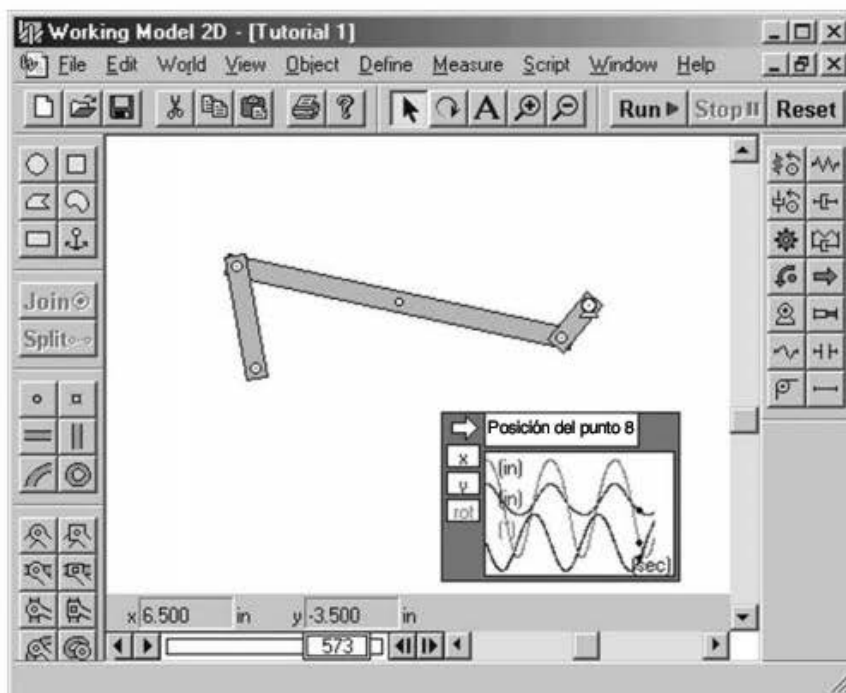 Working Model 2D - [Tutorial 1]
File Edit World View Object Define Measure Script Window Help
A Run Stop Reset
Join
Split
Posición del punto 8
x (in)
y (in)
rot (°)
(sec)
x 6.500 in y -3.500 in
573